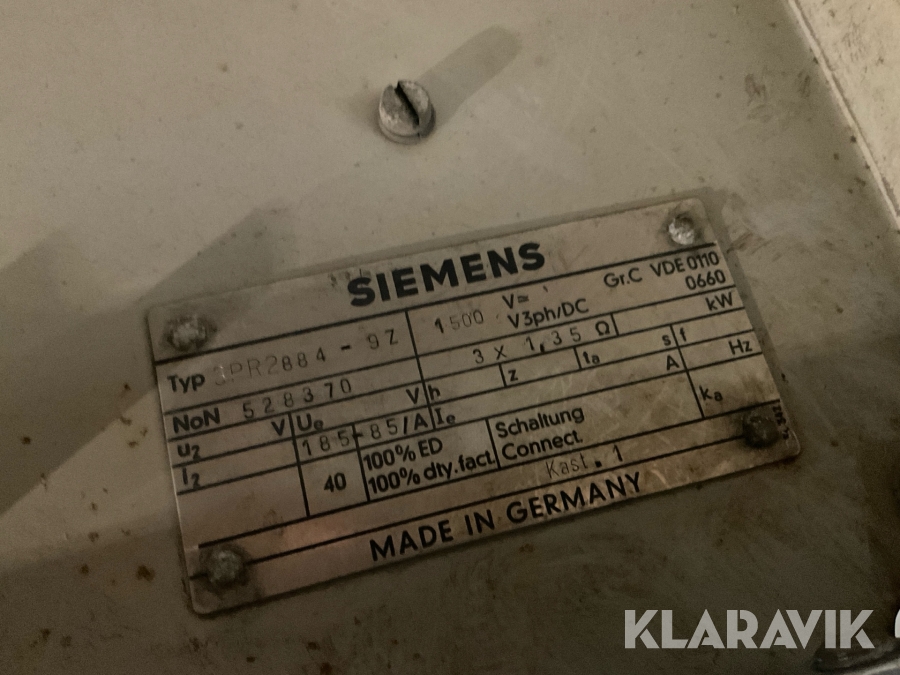 SIEMENS
Typ 3PR2884 - 9Z 1500 V= V3ph/DC Gr.C VDE 0110 0660
NoN 528370 3 x 1,35 Ω kW
u₂ V U₀ V h z ta s f Hz
I₂ 185-85/A Iₑ A
40 100% ED 100% dty.fact. Schaltung Connect. kₐ
Kast. 1
MADE IN GERMANY
KLARAVIK